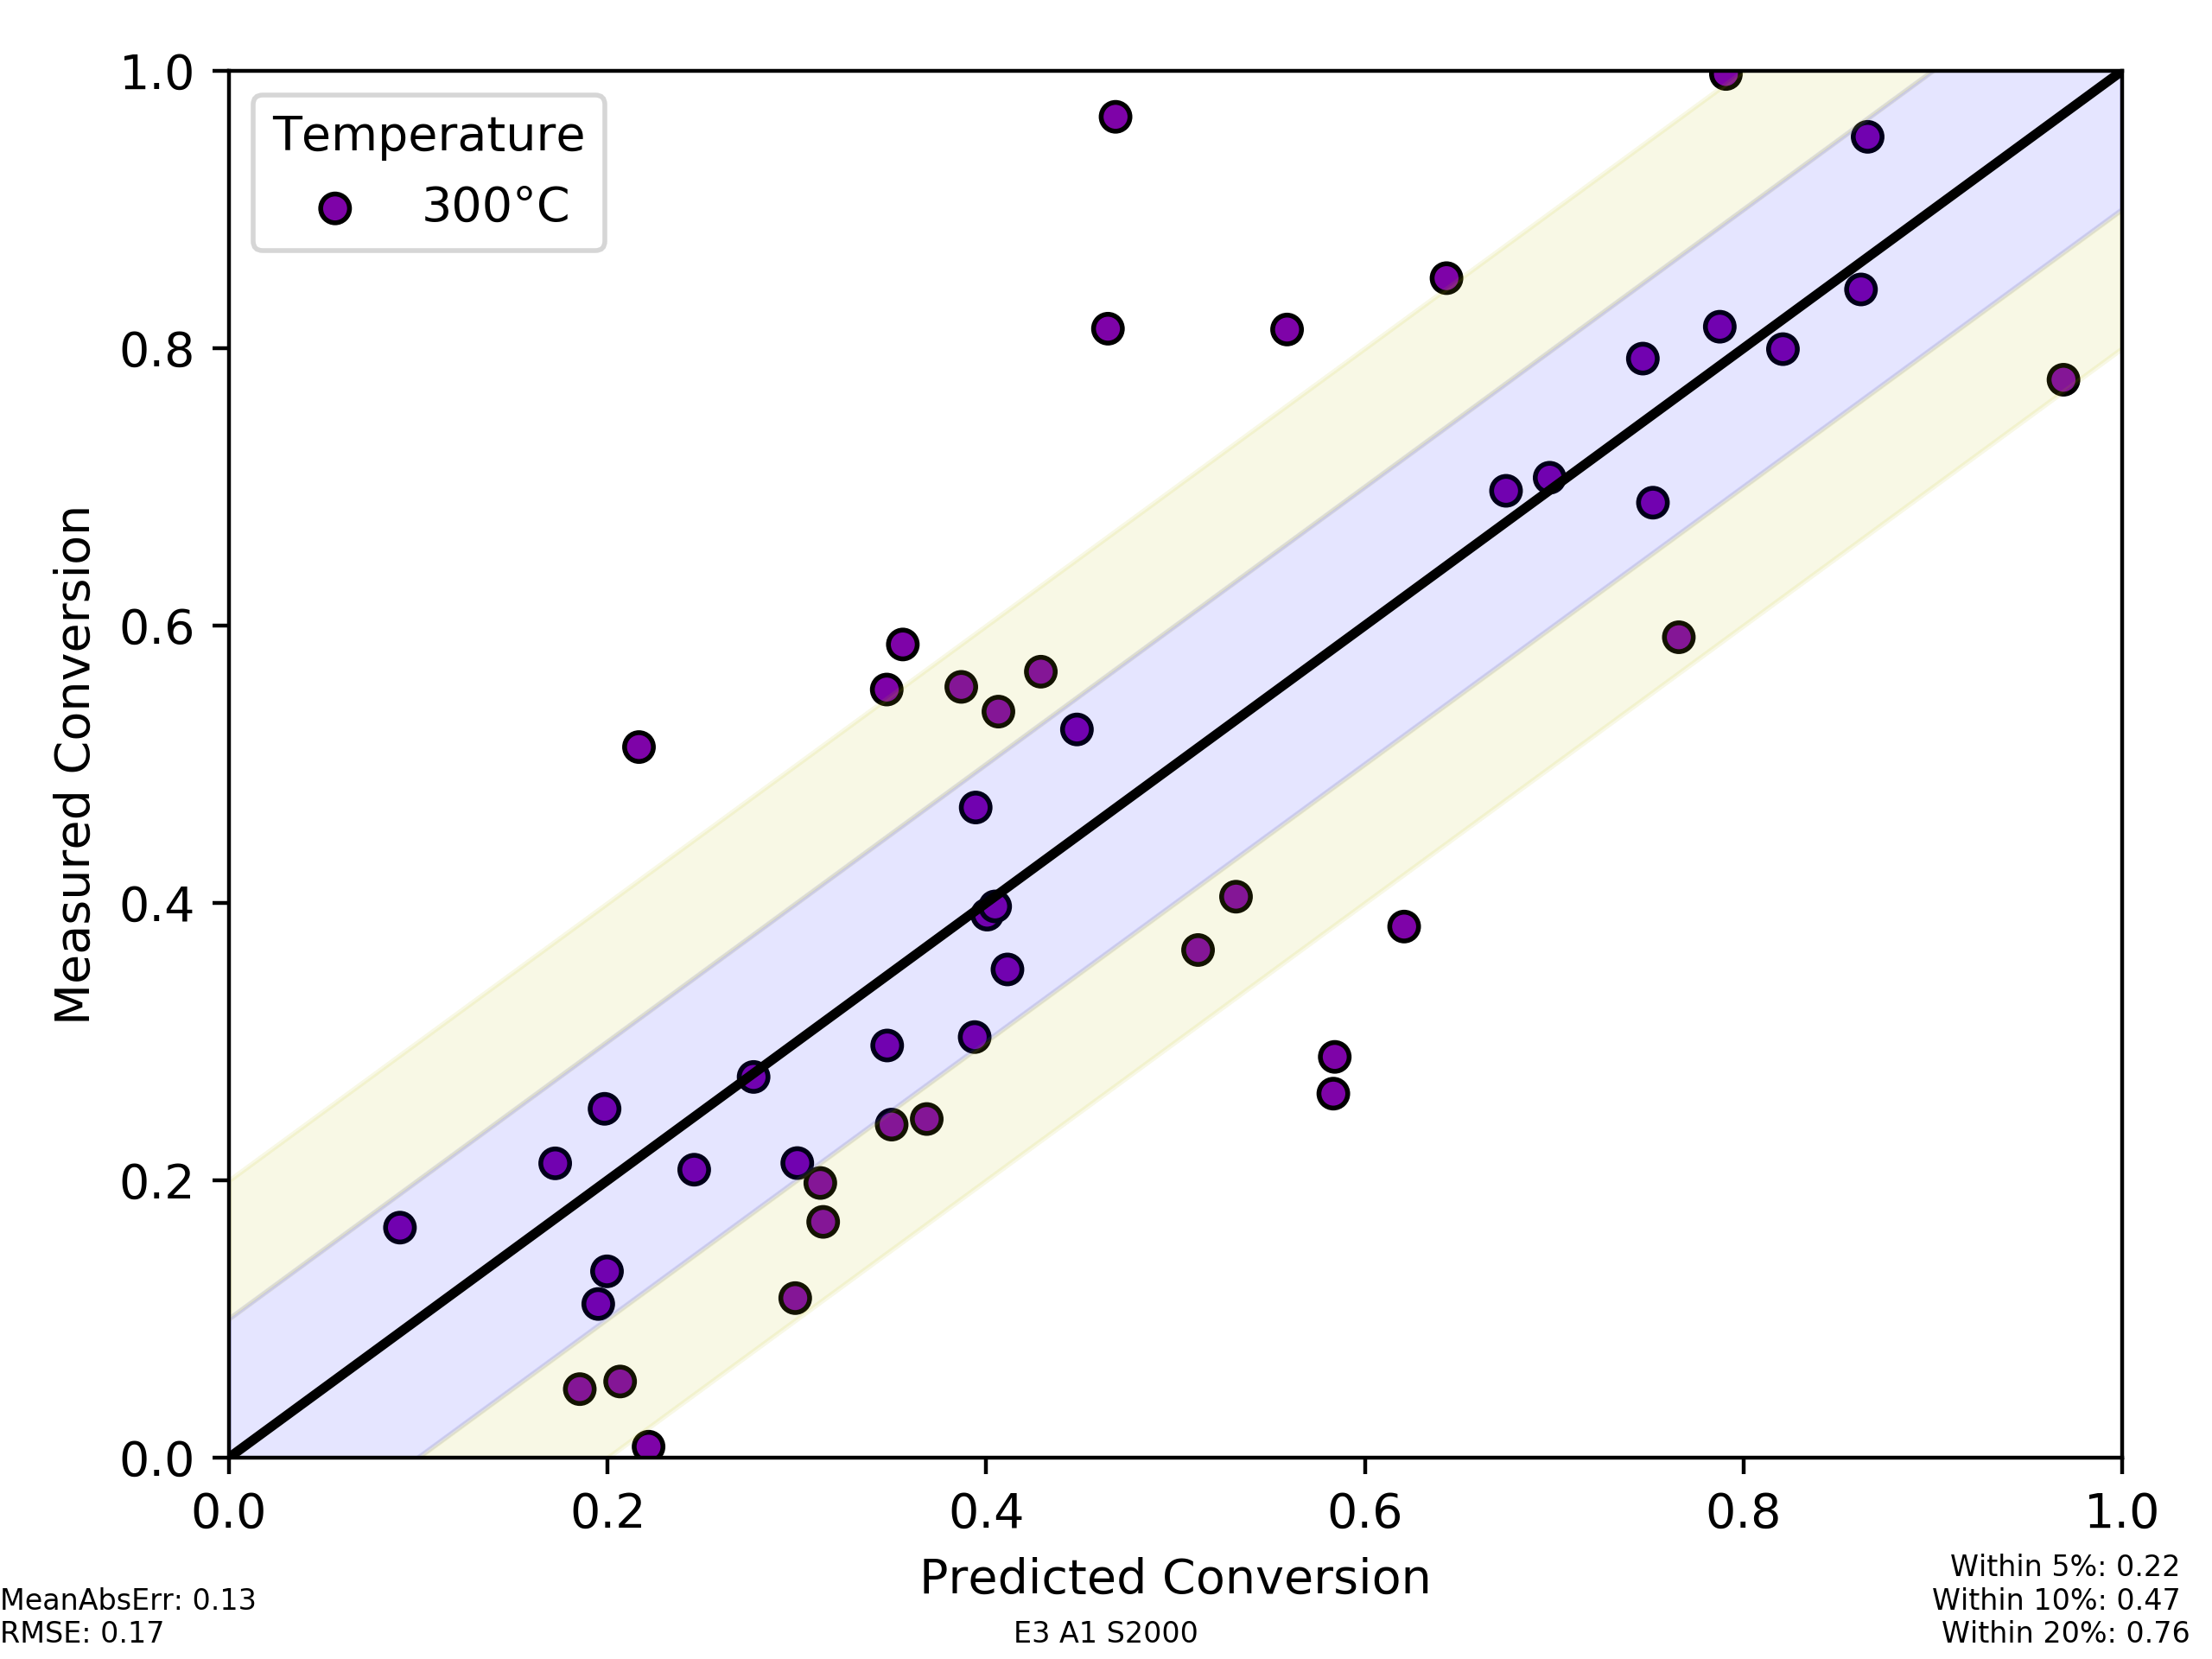 Temperature
300°C
1.0
0.8
0.6
0.4
0.2
0.0
Measured Conversion
0.0 0.2 0.4 0.6 0.8 1.0
Predicted Conversion
MeanAbsErr: 0.13
RMSE: 0.17
E3 A1 S2000
Within 5%: 0.22
Within 10%: 0.47
Within 20%: 0.76